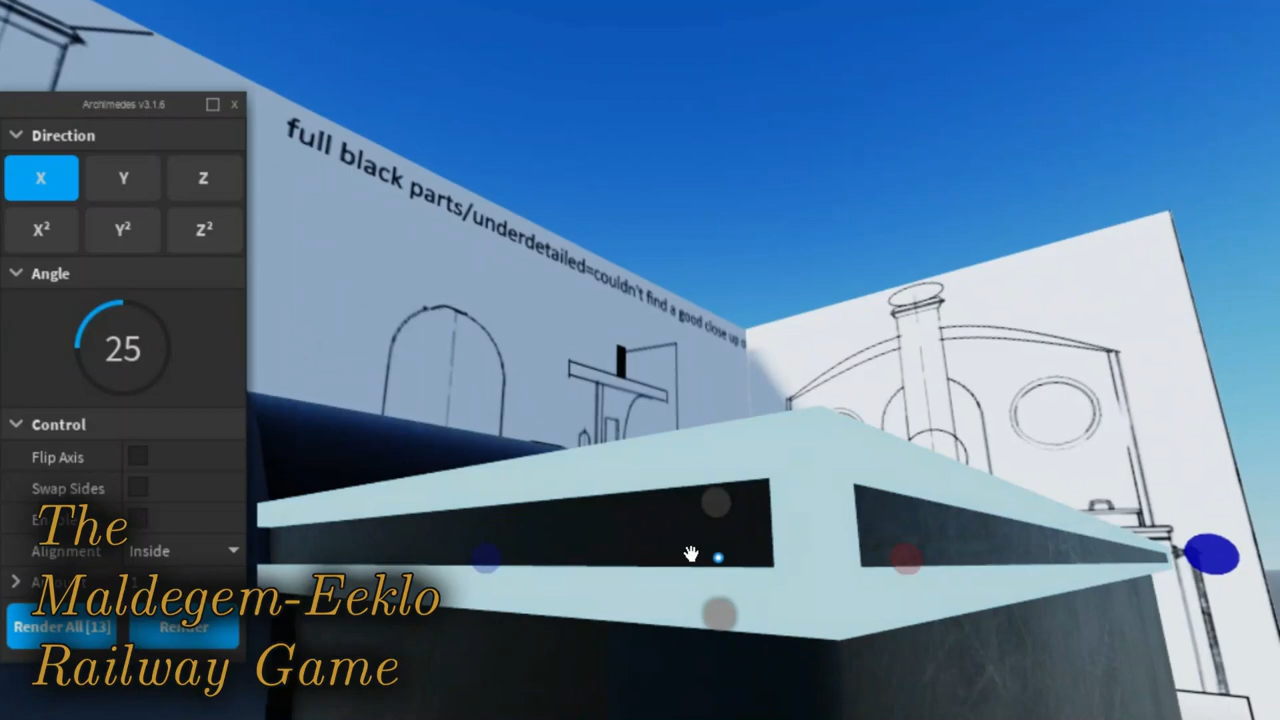 Archimedes v3.1.6
x
Direction
X Y Z
X² Y² Z²
Angle
25
Control
Flip Axis
Swap Sides
Alignment Inside
Render All [13] Render
full black parts/underdetailed=couldn't find a good close up
The
Maldegem-Eeklo
Railway Game